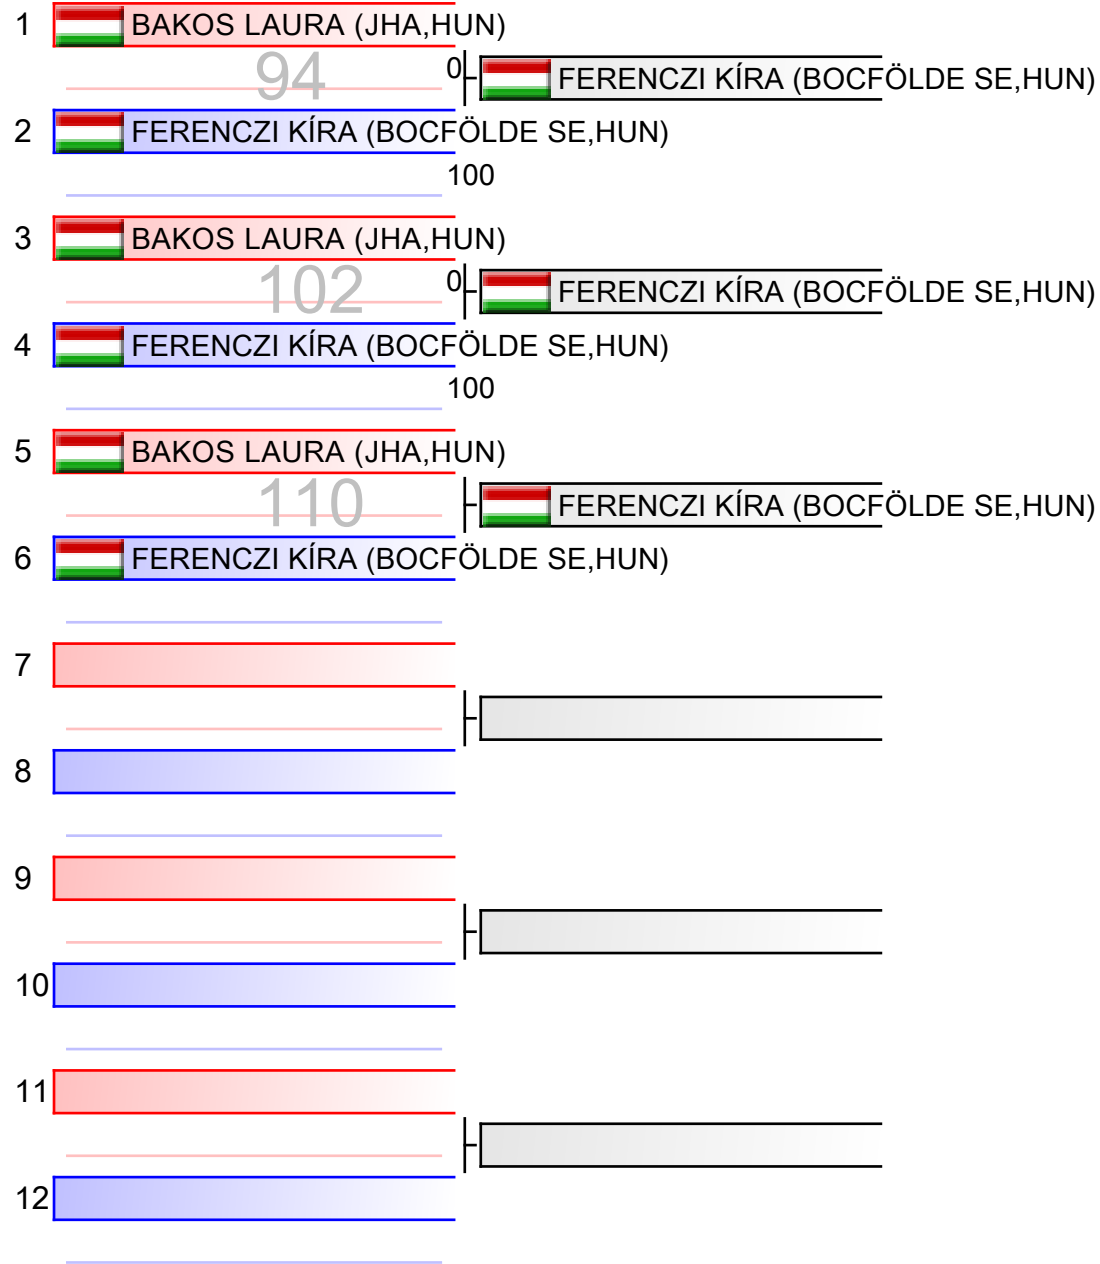 1 BAKOS LAURA (JHA,HUN)
94 0 FERENCZI KÍRA (BOCFÖLDE SE,HUN)
2 FERENCZI KÍRA (BOCFÖLDE SE,HUN)
100
3 BAKOS LAURA (JHA,HUN)
102 0 FERENCZI KÍRA (BOCFÖLDE SE,HUN)
4 FERENCZI KÍRA (BOCFÖLDE SE,HUN)
100
5 BAKOS LAURA (JHA,HUN)
110 FERENCZI KÍRA (BOCFÖLDE SE,HUN)
6 FERENCZI KÍRA (BOCFÖLDE SE,HUN)
7
8
9
10
11
12